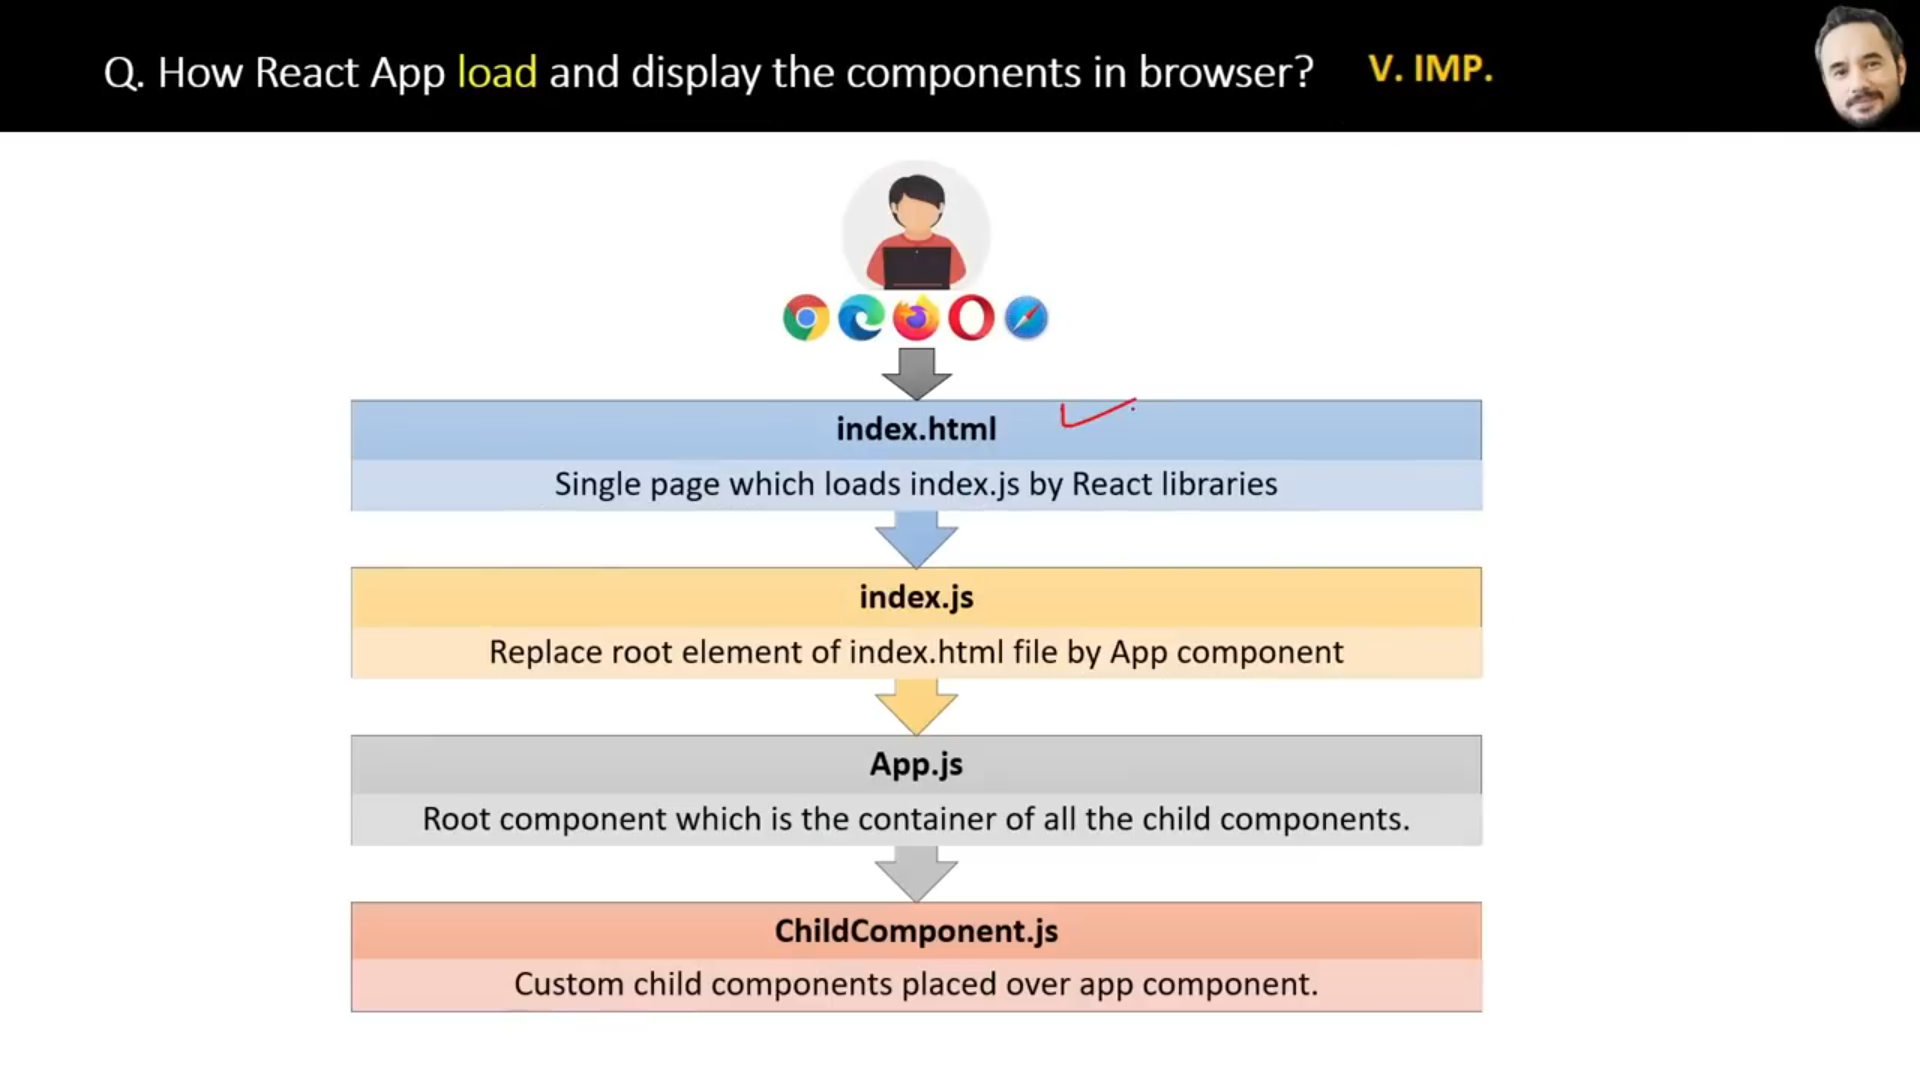 Q. How React App load and display the components in browser? V. IMP.
index.html
Single page which loads index.js by React libraries
index.js
Replace root element of index.html file by App component
App.js
Root component which is the container of all the child components.
ChildComponent.js
Custom child components placed over app component.